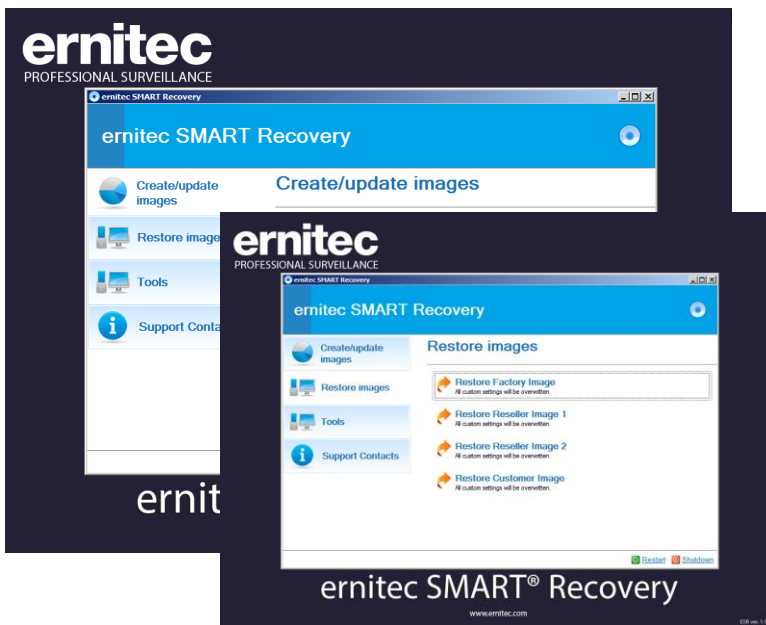 ernitec
PROFESSIONAL SURVEILLANCE
ernitec SMART Recovery
ernitec SMART Recovery
Create/update
images
Create/update images
Restore image
Tools
Support Conta
ernit
ernitec
PROFESSIONAL SURVEILLANCE
ernitec SMART Recovery
ernitec SMART Recovery
Create/update
images
Restore images
Tools
Support Contacts
Restore images
Restore Factory Image
All custom settings will be overwritten.
Restore Reseller Image 1
All custom settings will be overwritten.
Restore Reseller Image 2
All custom settings will be overwritten.
Restore Customer Image
All custom settings will be overwritten.
Restart Shutdown
ernitec SMART® Recovery
www.ernitec.com
ESR ver. 1.1